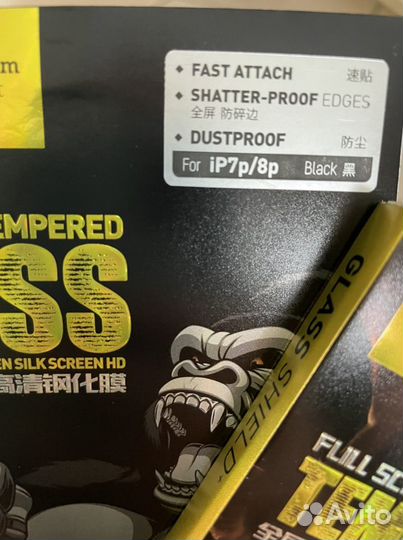 m
FAST ATTACH 速贴
SHATTER-PROOF EDGES
全屏 防碎边
DUSTPROOF 防尘
For iP7p/8p Black 黑
EMPERED
SS
EN SILK SCREEN HD
高清钢化膜
GLASS SHIELD
FULL SC
全
Avito